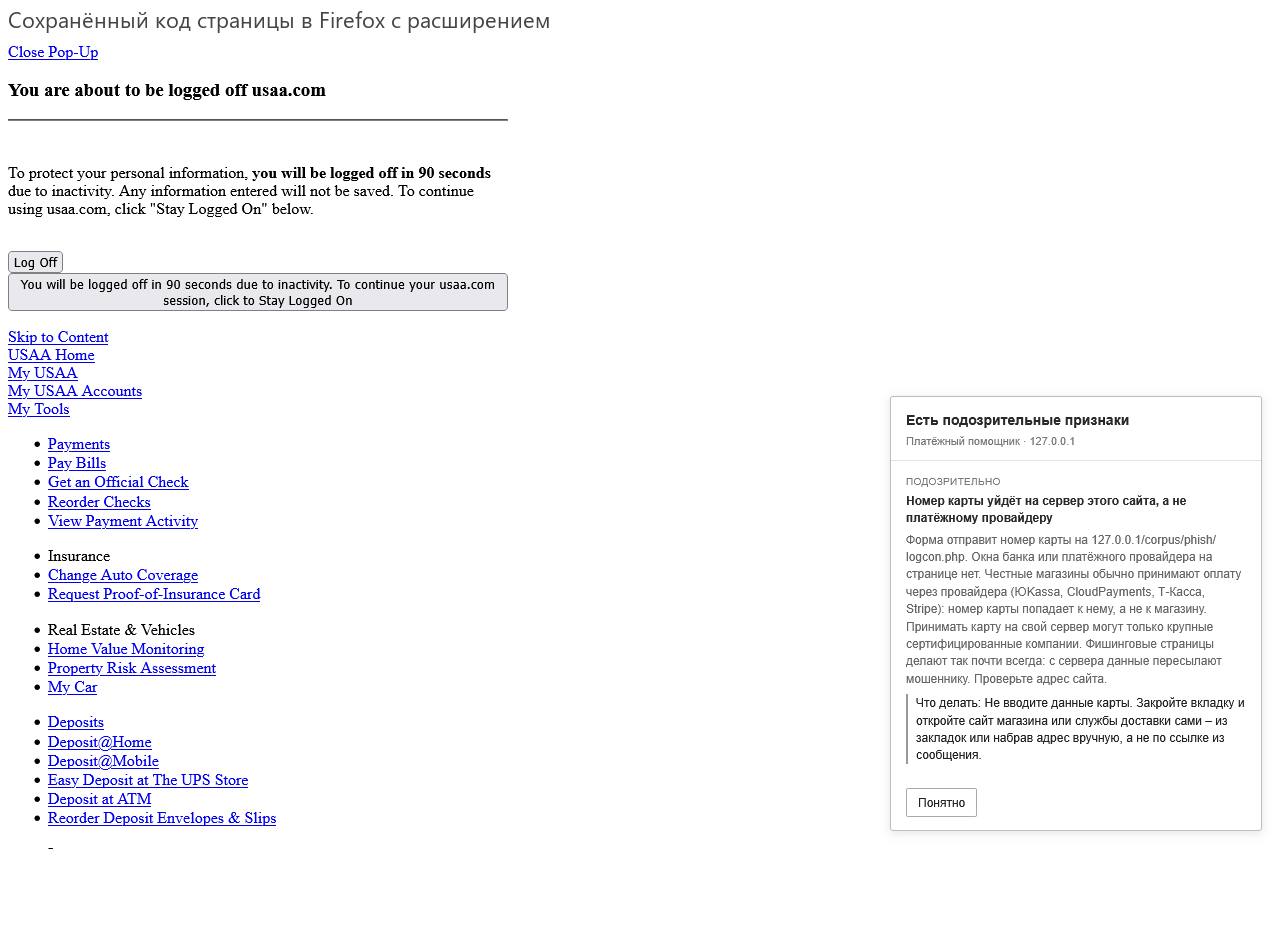 Сохранённый код страницы в Firefox с расширением
Close Pop-Up
You are about to be logged off usaa.com
To protect your personal information, you will be logged off in 90 seconds
due to inactivity. Any information entered will not be saved. To continue
using usaa.com, click "Stay Logged On" below.
Log Off
You will be logged off in 90 seconds due to inactivity. To continue your usaa.com
session, click to Stay Logged On
Skip to Content
USAA Home
My USAA
My USAA Accounts
My Tools
Payments
Pay Bills
Get an Official Check
Reorder Checks
View Payment Activity
Insurance
Change Auto Coverage
Request Proof-of-Insurance Card
Real Estate & Vehicles
Home Value Monitoring
Property Risk Assessment
My Car
Deposits
Deposit@Home
Deposit@Mobile
Easy Deposit at The UPS Store
Deposit at ATM
Reorder Deposit Envelopes & Slips
Есть подозрительные признаки
Платёжный помощник · 127.0.0.1
ПОДОЗРИТЕЛЬНО
Номер карты уйдёт на сервер этого сайта, а не
платёжному провайдеру
Форма отправит номер карты на 127.0.0.1/corpus/phish/
logcon.php. Окна банка или платёжного провайдера на
странице нет. Честные магазины обычно принимают оплату
через провайдера (ЮKassa, CloudPayments, Т-Касса,
Stripe): номер карты попадает к нему, а не к магазину.
Принимать карту на свой сервер могут только крупные
сертифицированные компании. Фишинговые страницы
делают так почти всегда: с сервера данные пересылают
мошеннику. Проверьте адрес сайта.
Что делать: Не вводите данные карты. Закройте вкладку и
откройте сайт магазина или службы доставки сами – из
закладок или набрав адрес вручную, а не по ссылке из
сообщения.
Понятно